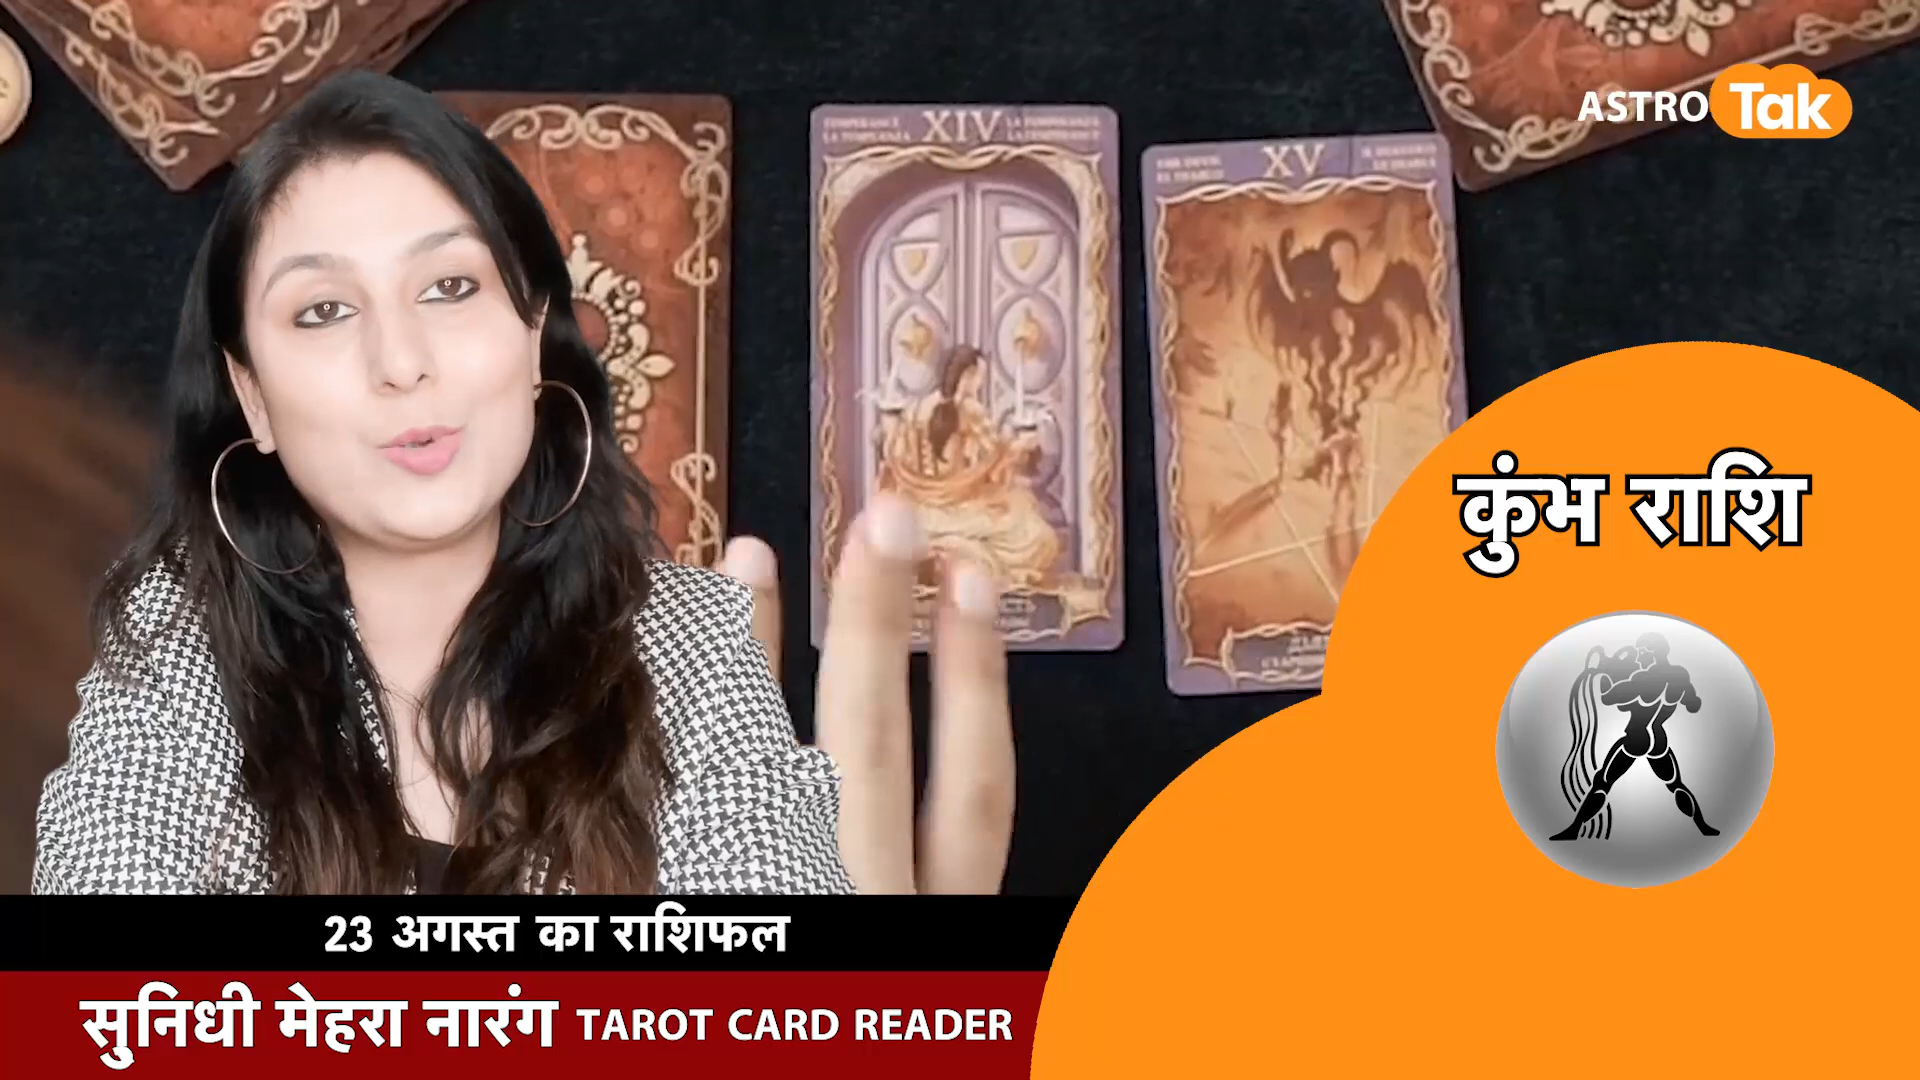 ASTRO Tak
XIV
XV
कुंभ राशि
23 अगस्त का राशिफल
सुनिधी मेहरा नारंग TAROT CARD READER